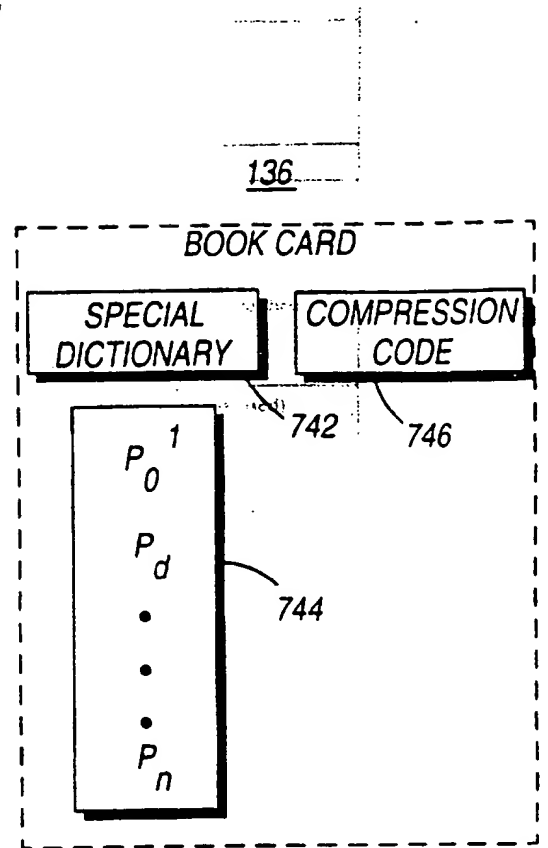 136
BOOK CARD
SPECIAL
DICTIONARY
COMPRESSION
CODE
742
746
P0 1
Pd
744
Pn